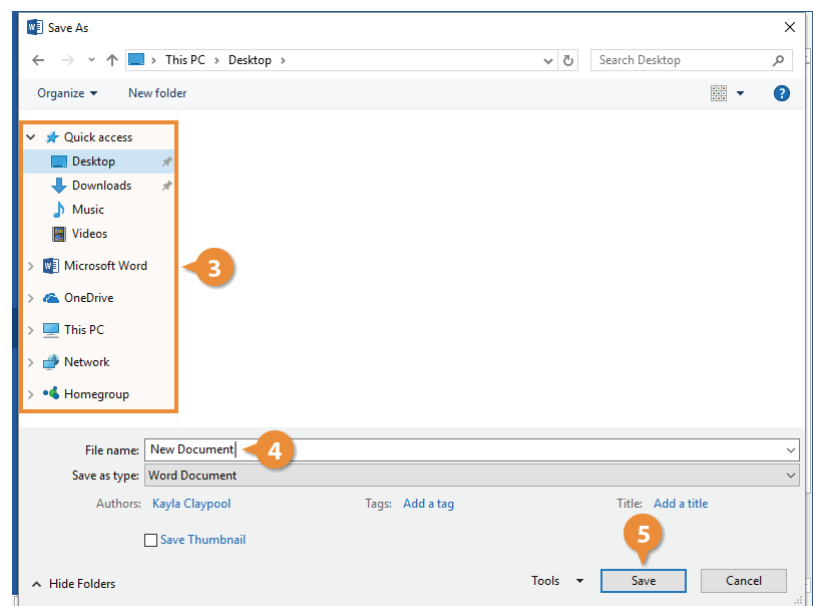 Save As
This PC > Desktop >
Search Desktop
Organize
New folder
Quick access
Desktop
Downloads
Music
Videos
Microsoft Word
3
OneDrive
This PC
Network
Homegroup
File name: New Document
4
Save as type: Word Document
Authors: Kayla Claypool Tags: Add a tag Title: Add a title
Save Thumbnail
5
Hide Folders
Tools Save Cancel